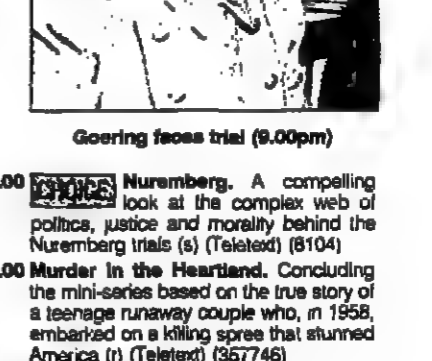 Goering faces trial (9.00pm)
.00 CHOICE Nuremberg. A compelling
look at the complex web of
politics, justice and morality behind the
Nuremberg trials (s) (Teletext) (8104)
.00 Murder in the Heartland. Concluding
the mini-series based on the true story of
a teenage runaway couple who, in 1958,
embarked on a killing spree that stunned
America (r) (Teletext) (357746)